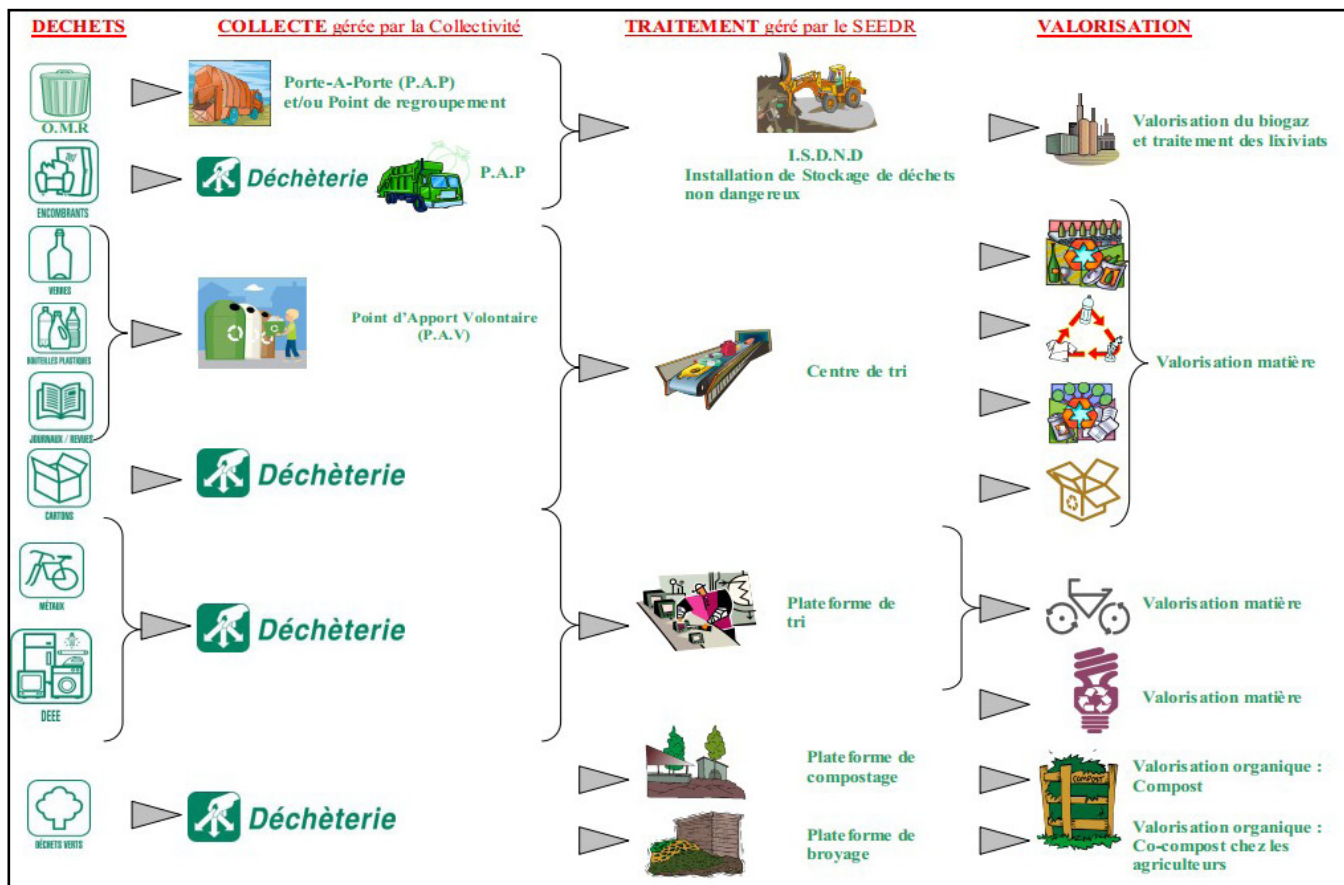 DECHETS
COLLECTE gérée par la Collectivité
TRAITEMENT géré par le SEEDR
VALORISATION
O.M.R
Porte-A-Porte (P.A.P)
et/ou Point de regroupement
I.S.D.N.D
Installation de Stockage de déchets
non dangereux
Valorisation du biogaz
et traitement des lixiviats
ENCOMBRANTS
Déchèterie
P.A.P
VERRES
BOUTEILLES PLASTIQUES
JOURNAUX / REVUES
Point d'Apport Volontaire
(P.A.V)
Centre de tri
Valorisation matière
CARTONS
Déchèterie
MÉTAUX
DEEE
Déchèterie
Plateforme de
tri
Valorisation matière
Valorisation matière
DÉCHETS VERTS
Déchèterie
Plateforme de
compostage
COMPOST
Valorisation organique :
Compost
Plateforme de
broyage
Valorisation organique :
Co-compost chez les
agriculteurs